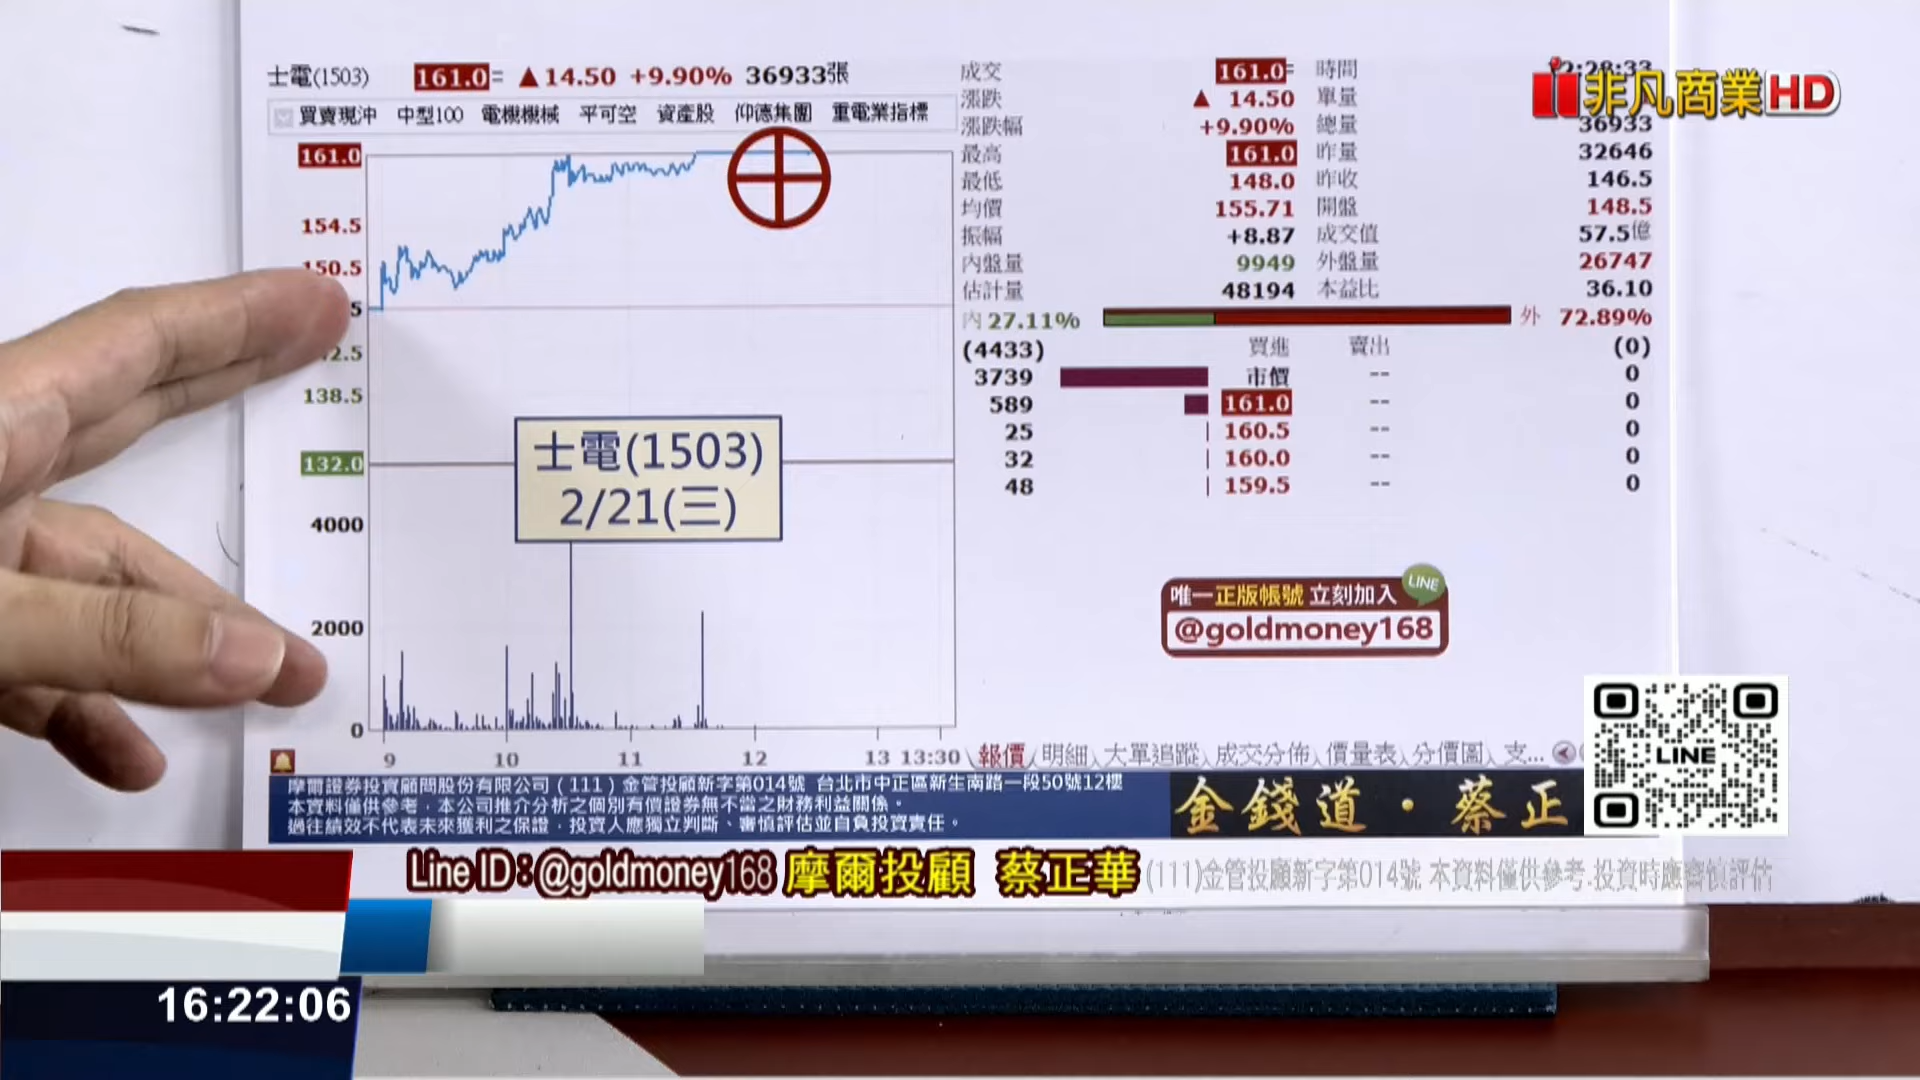 士電(1503) 161.0= ▲14.50 +9.90% 36933張
買賣現沖 中型100 電機機械 平可空 資產股 仰德集團 重電業指標
161.0
154.5
150.5
5
2.5
138.5
132.0
4000
2000
0
9 10 11 12 13 13:30
士電(1503)
2/21(三)
成交 161.0= 時間 2:28:33
漲跌 ▲ 14.50 單量
漲跌幅 +9.90% 總量 36933
最高 161.0 昨量 32646
最低 148.0 昨收 146.5
均價 155.71 開盤 148.5
振幅 +8.87 成交值 57.5億
內盤量 9949 外盤量 26747
估計量 48194 本益比 36.10
內 27.11% 外 72.89%
(4433) 買進 賣出 (0)
3739 市價 -- 0
589 161.0 -- 0
25 160.5 -- 0
32 160.0 -- 0
48 159.5 -- 0
唯一正版帳號 立刻加入 LINE
@goldmoney168
報價 明細 大單追蹤 成交分佈 價量表 分價圖 支...
摩爾證券投資顧問股份有限公司(111)金管投顧新字第014號 台北市中正區新生南路一段50號12樓
本資料僅供參考,本公司推介分析之個別有價證券無不當之財務利益關係。
過往績效不代表未來獲利之保證,投資人應獨立判斷、審慎評估並自負投資責任。
金錢道・蔡正
LINE
非凡商業HD
Line ID:@goldmoney168 摩爾投顧 蔡正華 (111)金管投顧新字第014號 本資料僅供參考.投資時應審慎評估
16:22:06